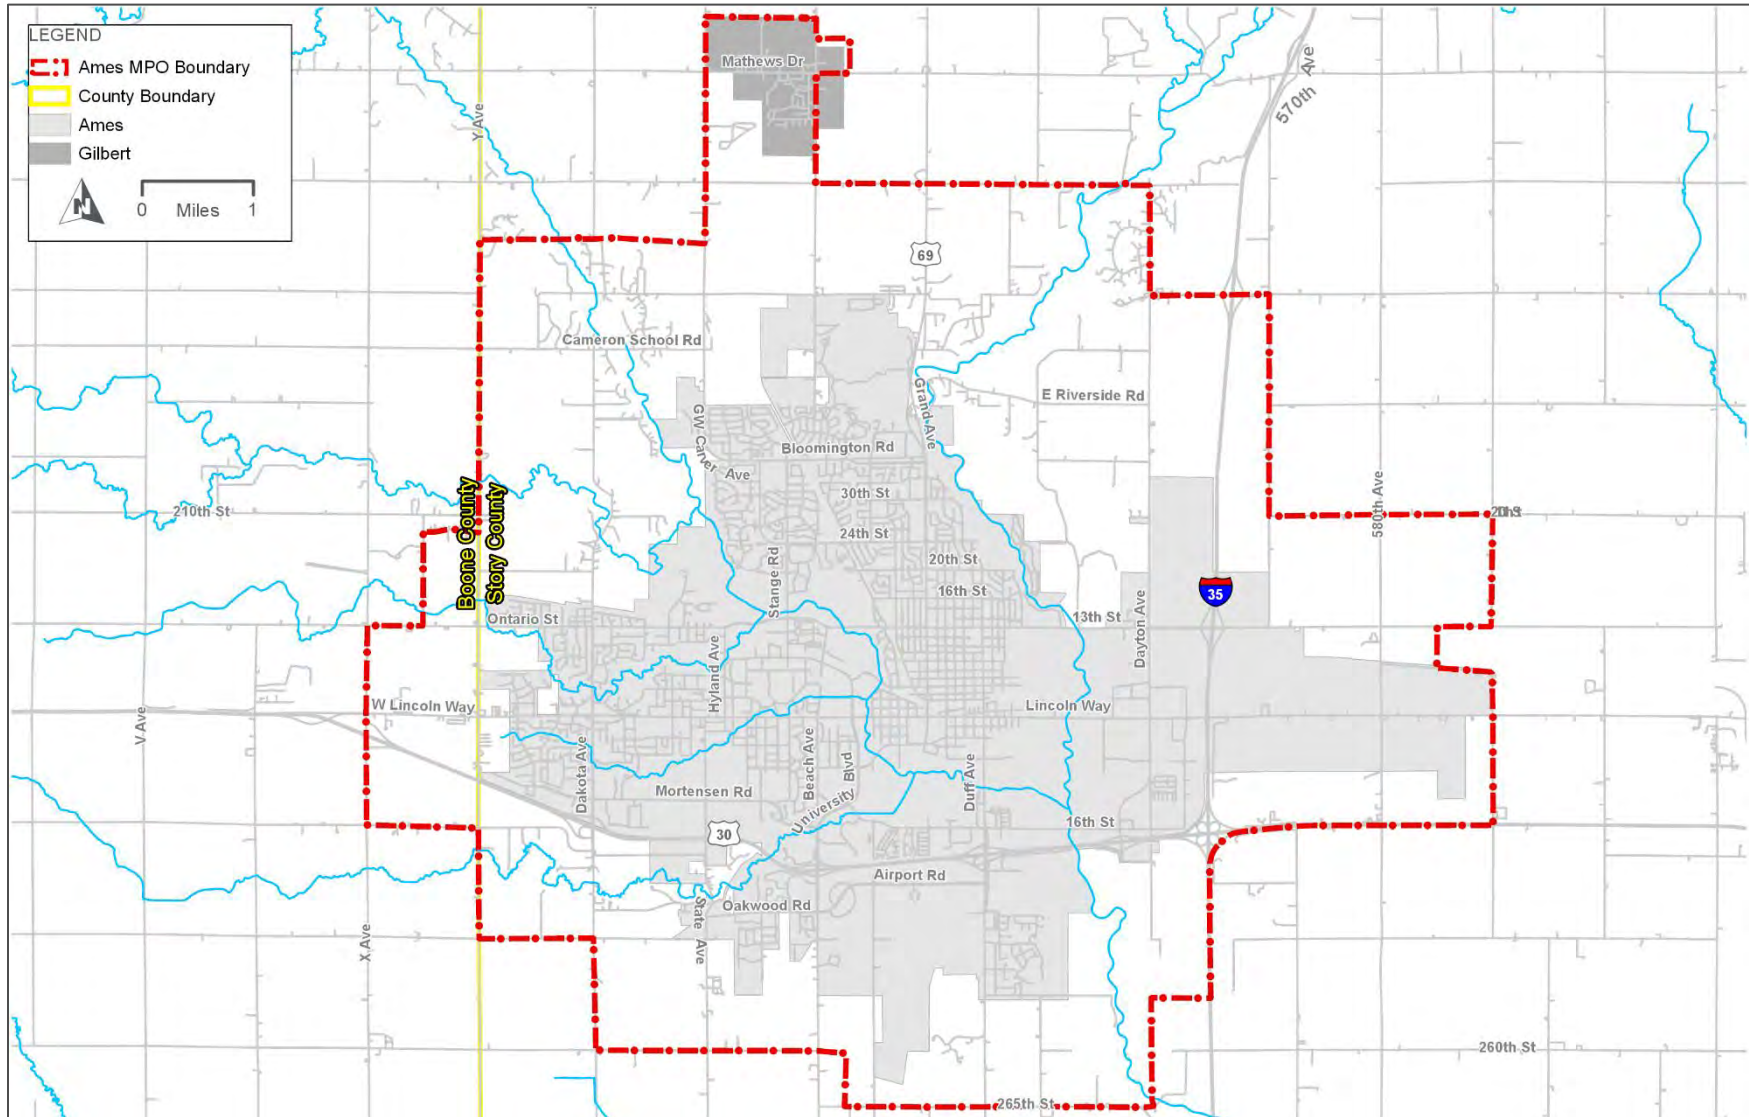 LEGEND
Ames MPO Boundary
County Boundary
Ames
Gilbert
N
0 Miles 1
Mathews Dr
Y Ave
570th Ave
69
Cameron School Rd
E Riverside Rd
GW Carver Ave
Grand Ave
Bloomington Rd
30th St
24th St
20th St
16th St
13th St
210th St
580th Ave
Boone County
Story County
Ontario St
Stange Rd
Hyland Ave
Dayton Ave
35
W Lincoln Way
Lincoln Way
V Ave
Dakota Ave
Beach Ave
University Blvd
Duff Ave
Mortensen Rd
30
16th St
Airport Rd
Oakwood Rd
State Ave
X Ave
260th St
265th St